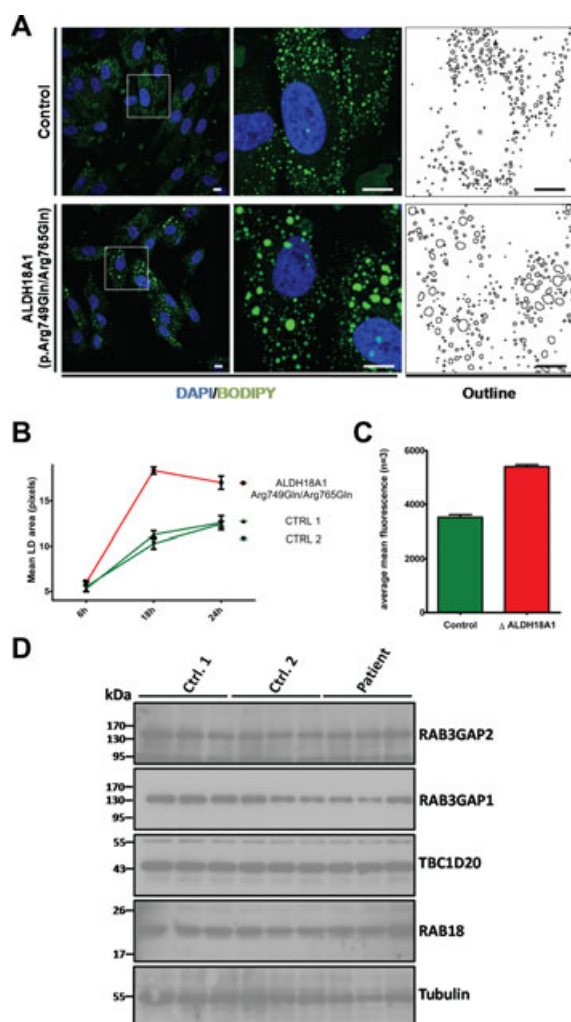 A
Control
ALDH18A1
(p.Arg749Gln/Arg765Gln)
DAPI/BODIPY
Outline
B
Mean LD area (pixels)
15
10
5
6h
18h
24h
ALDH18A1
Arg749Gln/Arg765Gln
CTRL 1
CTRL 2
C
average mean fluorescence (n=3)
6000
4000
2000
0
Control
Δ ALDH18A1
D
kDa
Ctrl. 1
Ctrl. 2
Patient
170
130
95
RAB3GAP2
170
130
95
RAB3GAP1
55
43
TBC1D20
26
17
RAB18
55
Tubulin